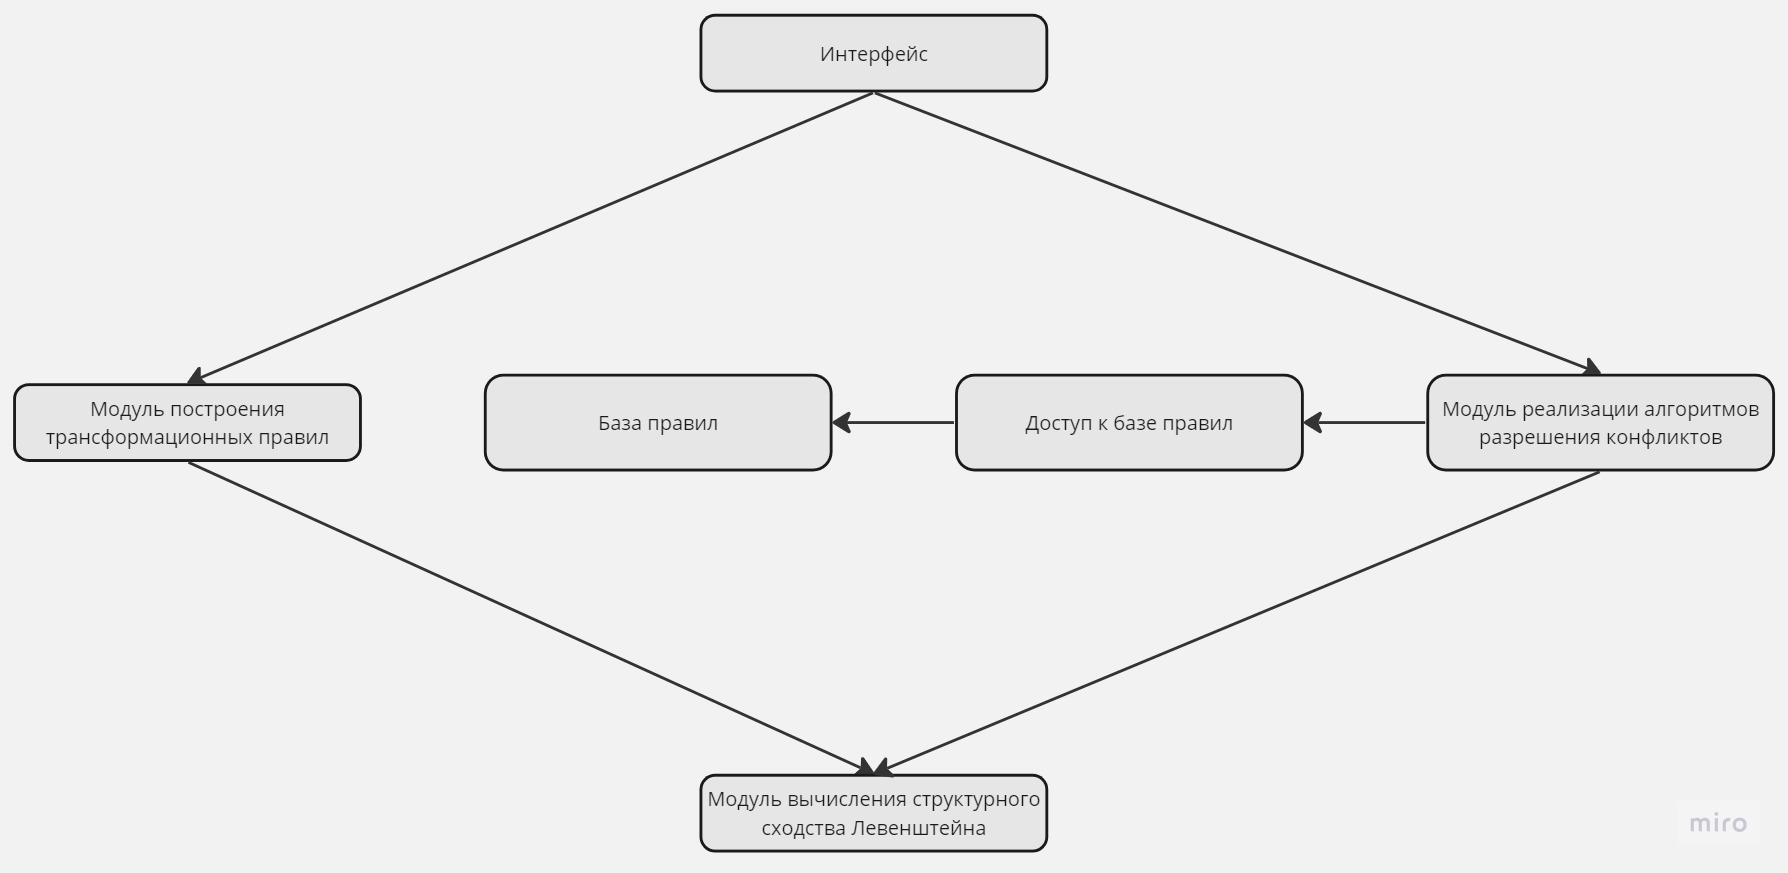 Интерфейс
Модуль построения
трансформационных правил
База правил
Доступ к базе правил
Модуль реализации алгоритмов
разрешения конфликтов
Модуль вычисления структурного
сходства Левенштейна
miro